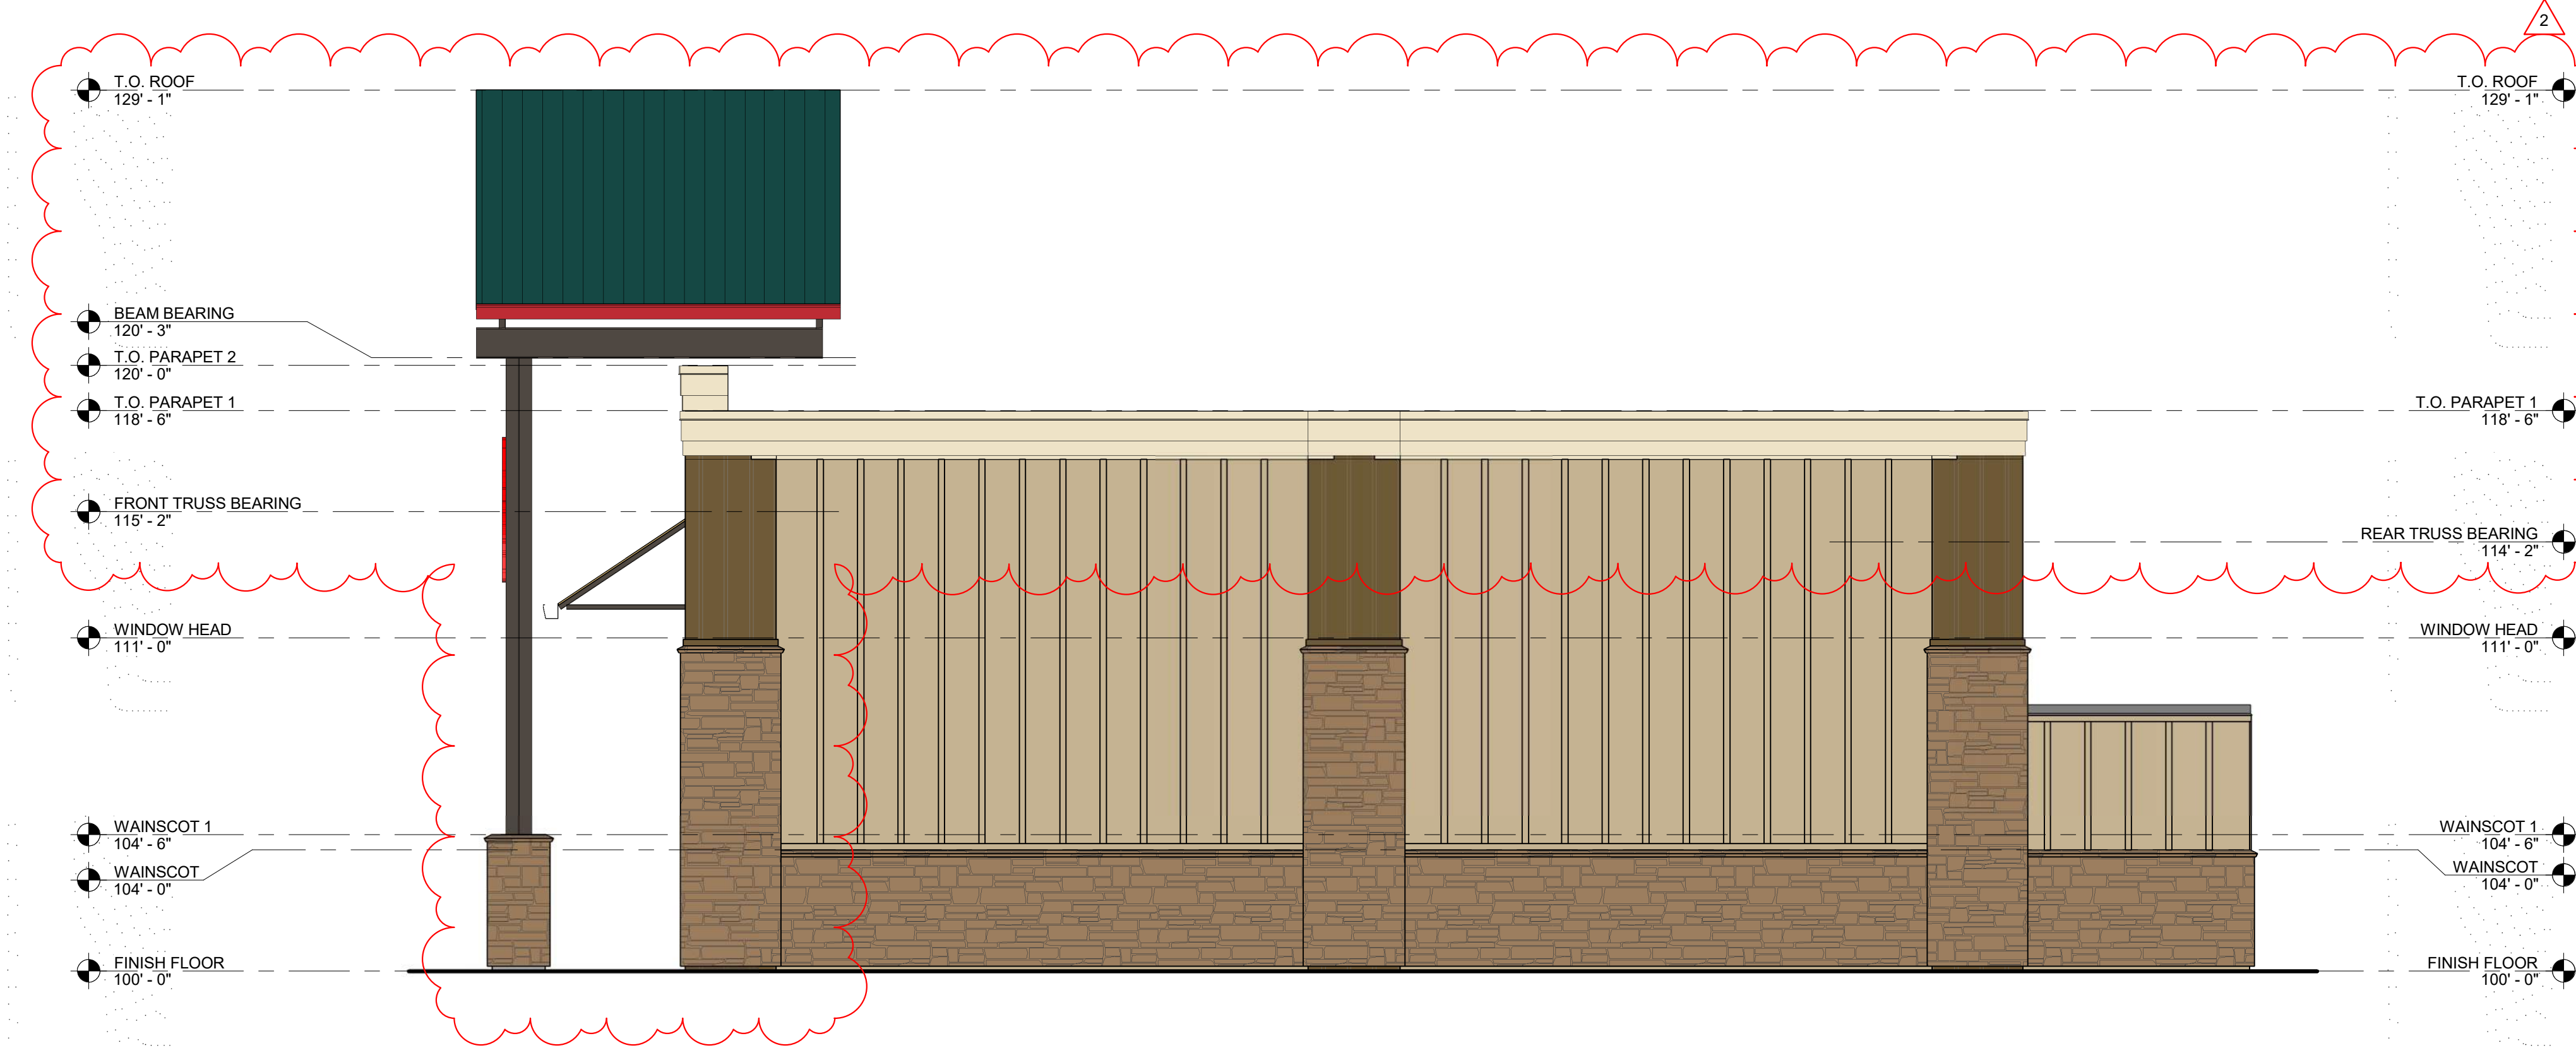 2
T.O. ROOF
129' - 1"
T.O. ROOF
129' - 1"
BEAM BEARING
120' - 3"
T.O. PARAPET 2
120' - 0"
T.O. PARAPET 1
118' - 6"
T.O. PARAPET 1
118' - 6"
FRONT TRUSS BEARING
115' - 2"
REAR TRUSS BEARING
114' - 2"
WINDOW HEAD
111' - 0"
WINDOW HEAD
111' - 0"
WAINSCOT 1
104' - 6"
WAINSCOT 1
104' - 6"
WAINSCOT
104' - 0"
WAINSCOT
104' - 0"
FINISH FLOOR
100' - 0"
FINISH FLOOR
100' - 0"